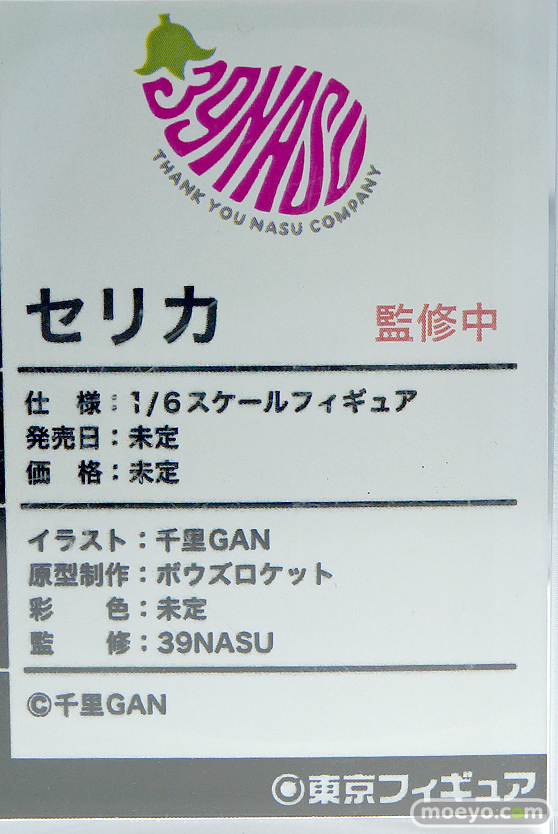 39NASU
THANK YOU NASU COMPANY
セリカ 監修中
仕 様：1/6スケールフィギュア
発売日：未定
価 格：未定
イラスト：千里GAN
原型制作：ボウズロケット
彩 色：未定
監 修：39NASU
©千里GAN
東京フィギュア
moeyo.com